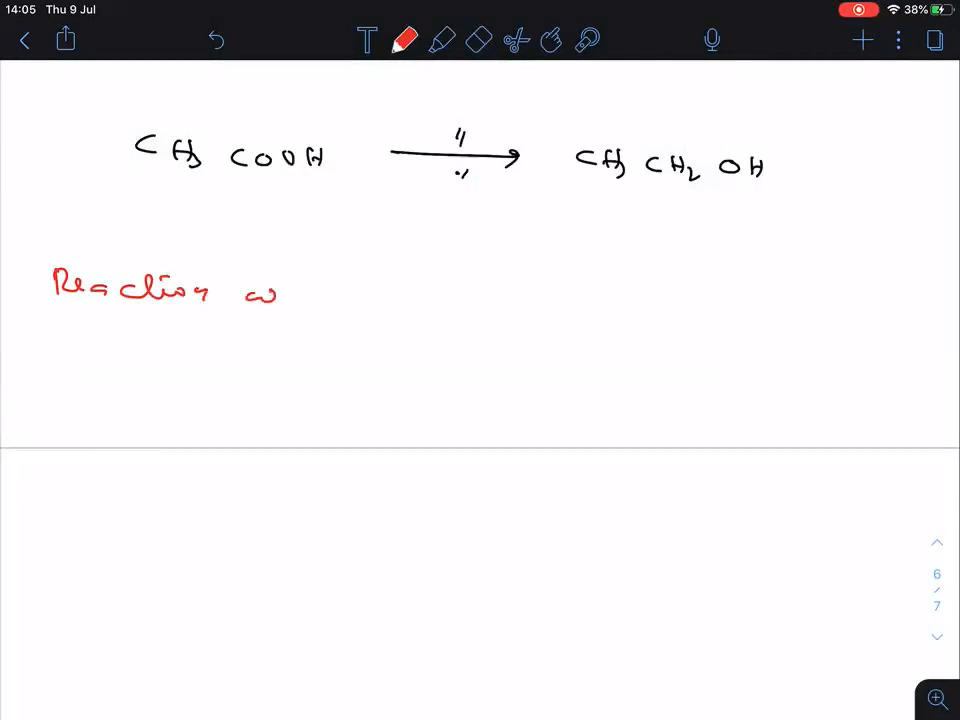 14:05 Thu 9 Jul 38%
T
CH3 COOH " → " CH3 CH2 OH
Reaction w
6
/
7